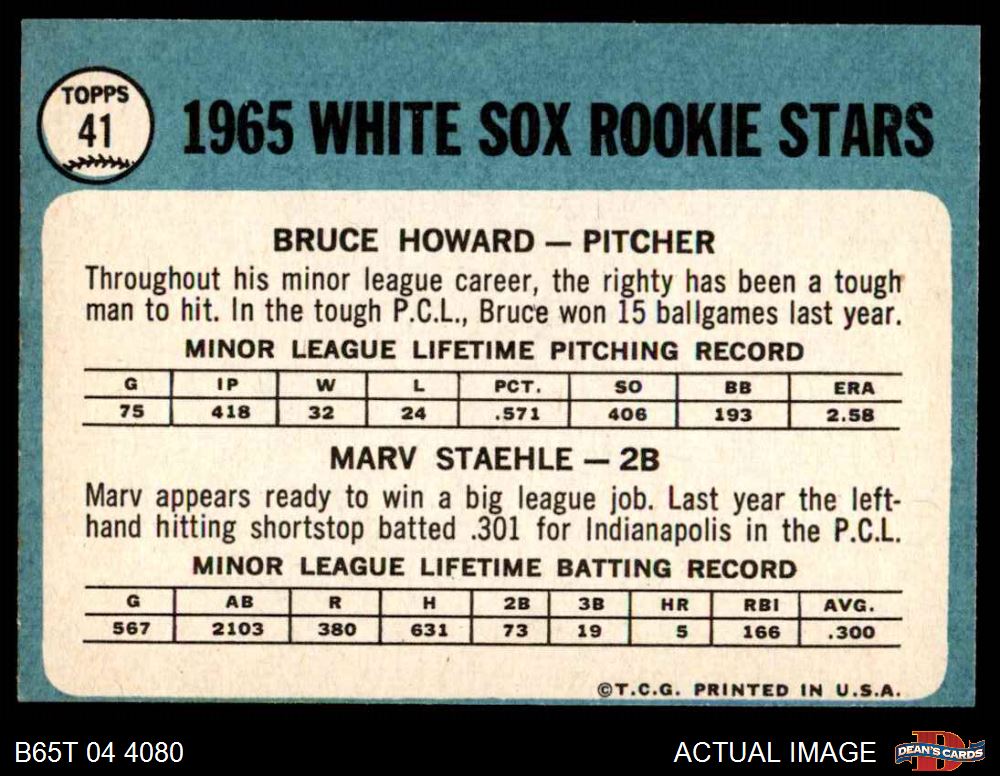 TOPPS
41
1965 WHITE SOX ROOKIE STARS
BRUCE HOWARD — PITCHER
Throughout his minor league career, the righty has been a tough
man to hit. In the tough P.C.L., Bruce won 15 ballgames last year.
MINOR LEAGUE LIFETIME PITCHING RECORD
G IP W L PCT. SO BB ERA
75 418 32 24 .571 406 193 2.58
MARV STAEHLE — 2B
Marv appears ready to win a big league job. Last year the left-
hand hitting shortstop batted .301 for Indianapolis in the P.C.L.
MINOR LEAGUE LIFETIME BATTING RECORD
G AB R H 2B 3B HR RBI AVG.
567 2103 380 631 73 19 5 166 .300
©T.C.G. PRINTED IN U.S.A.
B65T 04 4080 ACTUAL IMAGE D DEAN'S CARDS